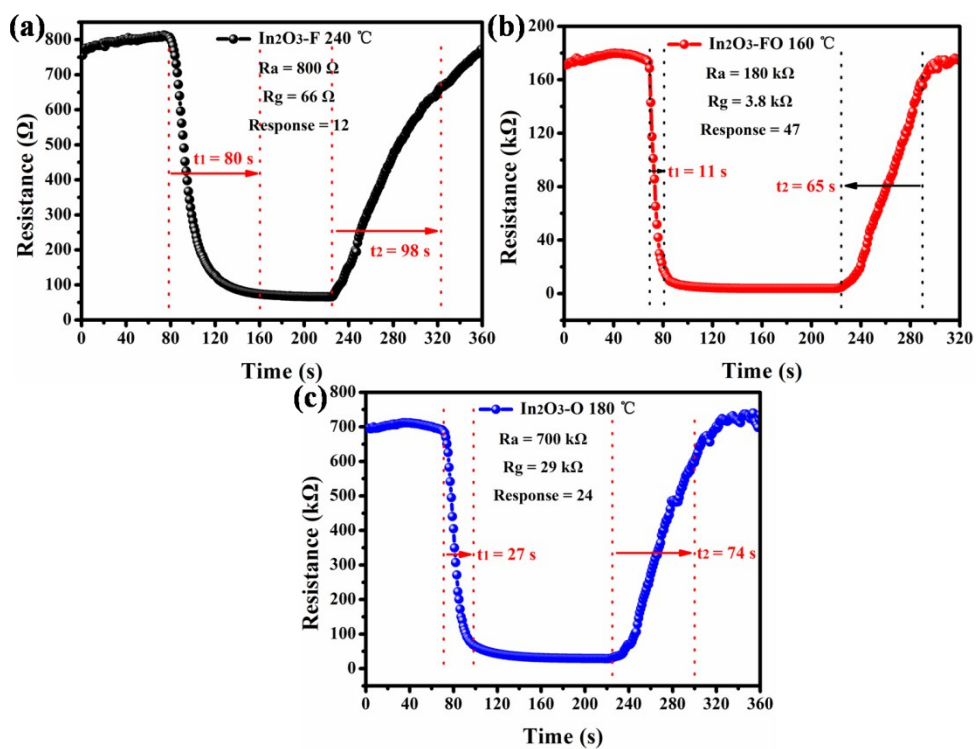 (a)
In2O3-F 240 ℃
Ra = 800 Ω
Rg = 66 Ω
Response = 12
t1 = 80 s
t2 = 98 s
Resistance (Ω)
800
700
600
500
400
300
200
100
0
0 40 80 120 160 200 240 280 320 360
Time (s)
(b)
In2O3-FO 160 ℃
Ra = 180 kΩ
Rg = 3.8 kΩ
Response = 47
t1 = 11 s
t2 = 65 s
Resistance (kΩ)
200
160
120
80
40
0
0 40 80 120 160 200 240 280 320
Time (s)
(c)
In2O3-O 180 ℃
Ra = 700 kΩ
Rg = 29 kΩ
Response = 24
t1 = 27 s
t2 = 74 s
Resistance (kΩ)
800
700
600
500
400
300
200
100
0
0 40 80 120 160 200 240 280 320 360
Time (s)